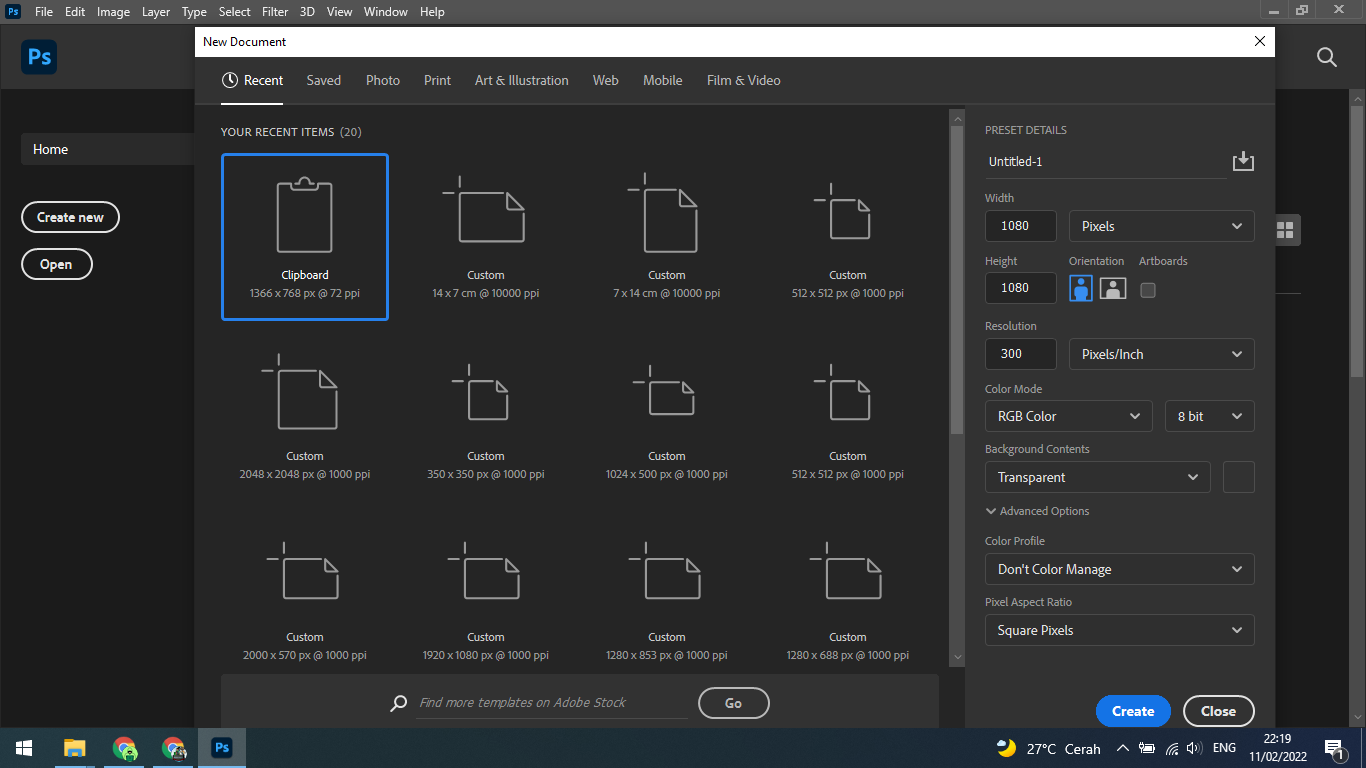 Ps File Edit Image Layer Type Select Filter 3D View Window Help
Ps
New Document
Recent Saved Photo Print Art & Illustration Web Mobile Film & Video
Home
Create new
Open
YOUR RECENT ITEMS (20)
Clipboard
1366 x 768 px @ 72 ppi
Custom
14 x 7 cm @ 10000 ppi
Custom
7 x 14 cm @ 10000 ppi
Custom
512 x 512 px @ 1000 ppi
Custom
2048 x 2048 px @ 1000 ppi
Custom
350 x 350 px @ 1000 ppi
Custom
1024 x 500 px @ 1000 ppi
Custom
512 x 512 px @ 1000 ppi
Custom
2000 x 570 px @ 1000 ppi
Custom
1920 x 1080 px @ 1000 ppi
Custom
1280 x 853 px @ 1000 ppi
Custom
1280 x 688 px @ 1000 ppi
Find more templates on Adobe Stock
Go
PRESET DETAILS
Untitled-1
Width
1080 Pixels
Height Orientation Artboards
1080
Resolution
300 Pixels/Inch
Color Mode
RGB Color 8 bit
Background Contents
Transparent
Advanced Options
Color Profile
Don't Color Manage
Pixel Aspect Ratio
Square Pixels
Create Close
Ps
27°C Cerah
ENG
22:19
11/02/2022
1